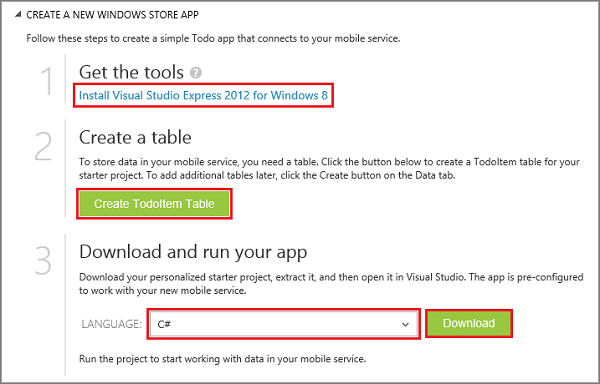 CREATE A NEW WINDOWS STORE APP
Follow these steps to create a simple Todo app that connects to your mobile service.
1
Get the tools ?
Install Visual Studio Express 2012 for Windows 8
2
Create a table
To store data in your mobile service, you need a table. Click the button below to create a TodoItem table for your
starter project. To add additional tables later, click the Create button on the Data tab.
Create TodoItem Table
3
Download and run your app
Download your personalized starter project, extract it, and then open it in Visual Studio. The app is pre-configured
to work with your new mobile service.
LANGUAGE: C# Download
Run the project to start working with data in your mobile service.